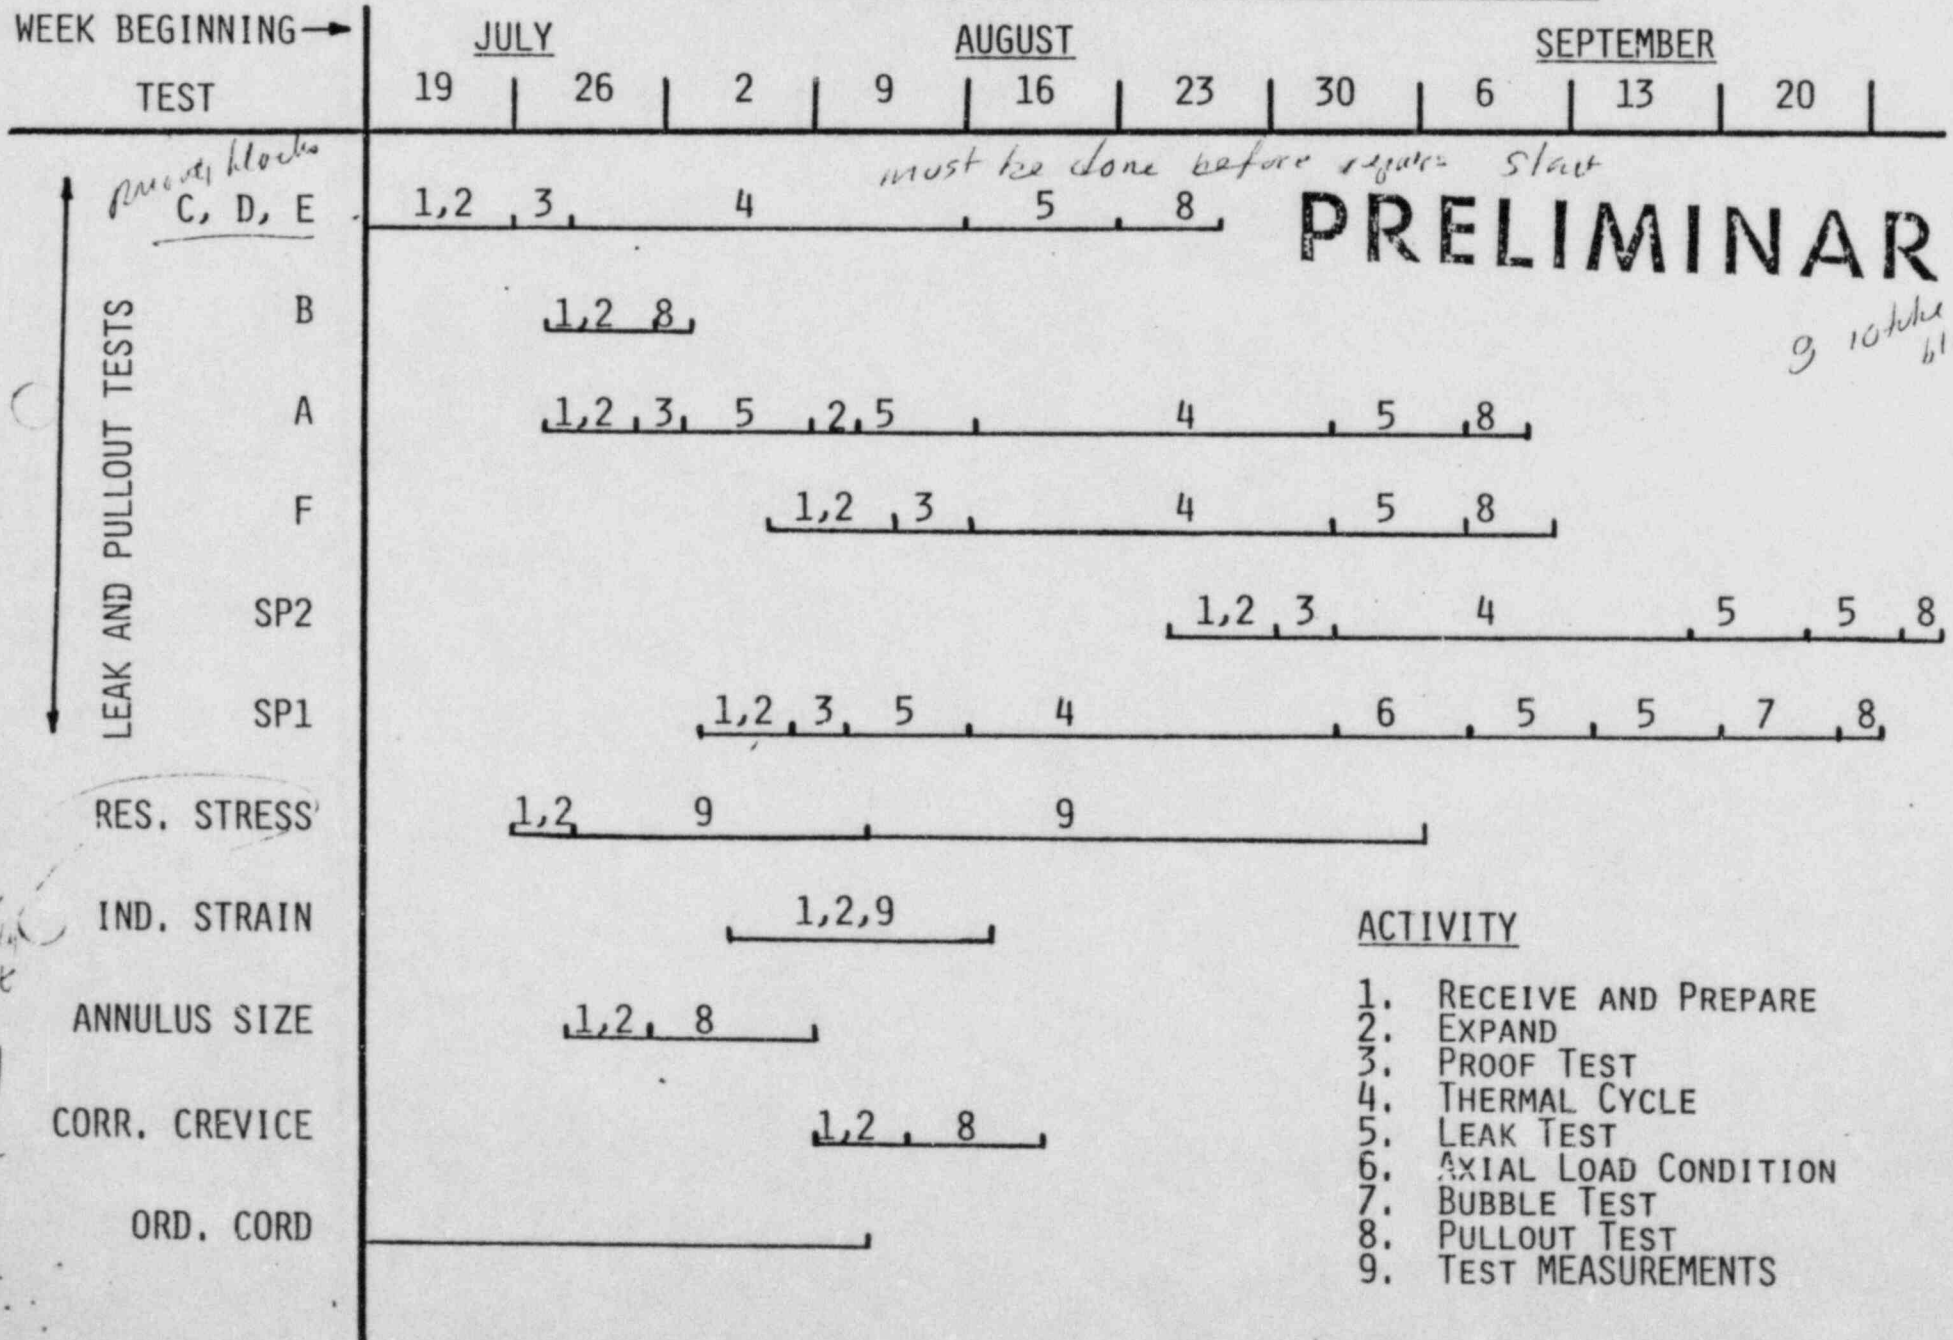 WEEK BEGINNING→ JULY AUGUST SEPTEMBER
TEST 19 26 2 9 16 23 30 6 13 20
blocks must be done before repairs start
C, D, E 1,2 3 4 5 8
PRELIMINAR
B 1,2 8
9 10 tube
A 1,2 3 5 2 5 4 5 8
LEAK AND PULLOUT TESTS
F 1,2 3 4 5 8
SP2 1,2 3 4 5 5 8
SP1 1,2 3 5 4 6 5 5 7 8
RES. STRESS 1,2 9 9
IND. STRAIN 1,2,9
ANNULUS SIZE 1,2 8
CORR. CREVICE 1,2 8
ORD. CORD
ACTIVITY
1. RECEIVE AND PREPARE
2. EXPAND
3. PROOF TEST
4. THERMAL CYCLE
5. LEAK TEST
6. AXIAL LOAD CONDITION
7. BUBBLE TEST
8. PULLOUT TEST
9. TEST MEASUREMENTS